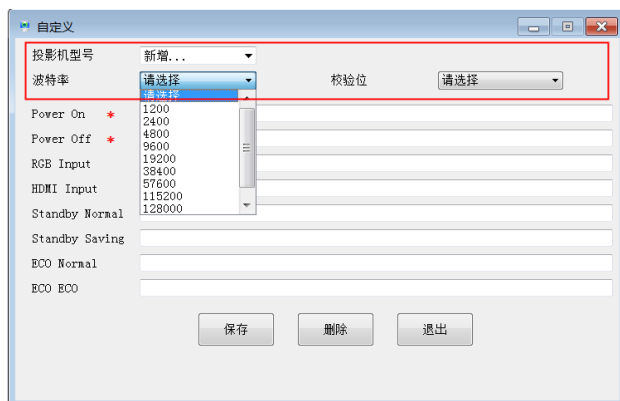 自定义
投影机型号 新增...
波特率 请选择 校验位 请选择
请选择
1200
2400
4800
9600
19200
38400
57600
115200
128000
Power On *
Power Off *
RGB Input
HDMI Input
Standby Normal
Standby Saving
ECO Normal
ECO ECO
保存 删除 退出